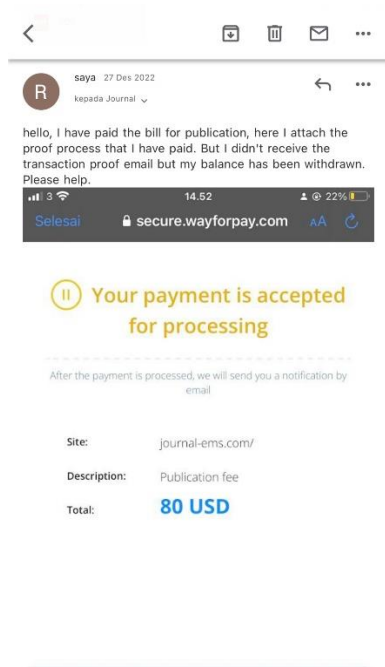 R
saya 27 Des 2022
kepada Journal
hello, I have paid the bill for publication, here I attach the
proof process that I have paid. But I didn't receive the
transaction proof email but my balance has been withdrawn.
Please help.
3 14.52 22%
Selesai secure.wayforpay.com AA
Your payment is accepted
for processing
After the payment is processed, we will send you a notification by
email
Site: journal-ems.com/
Description: Publication fee
Total: 80 USD